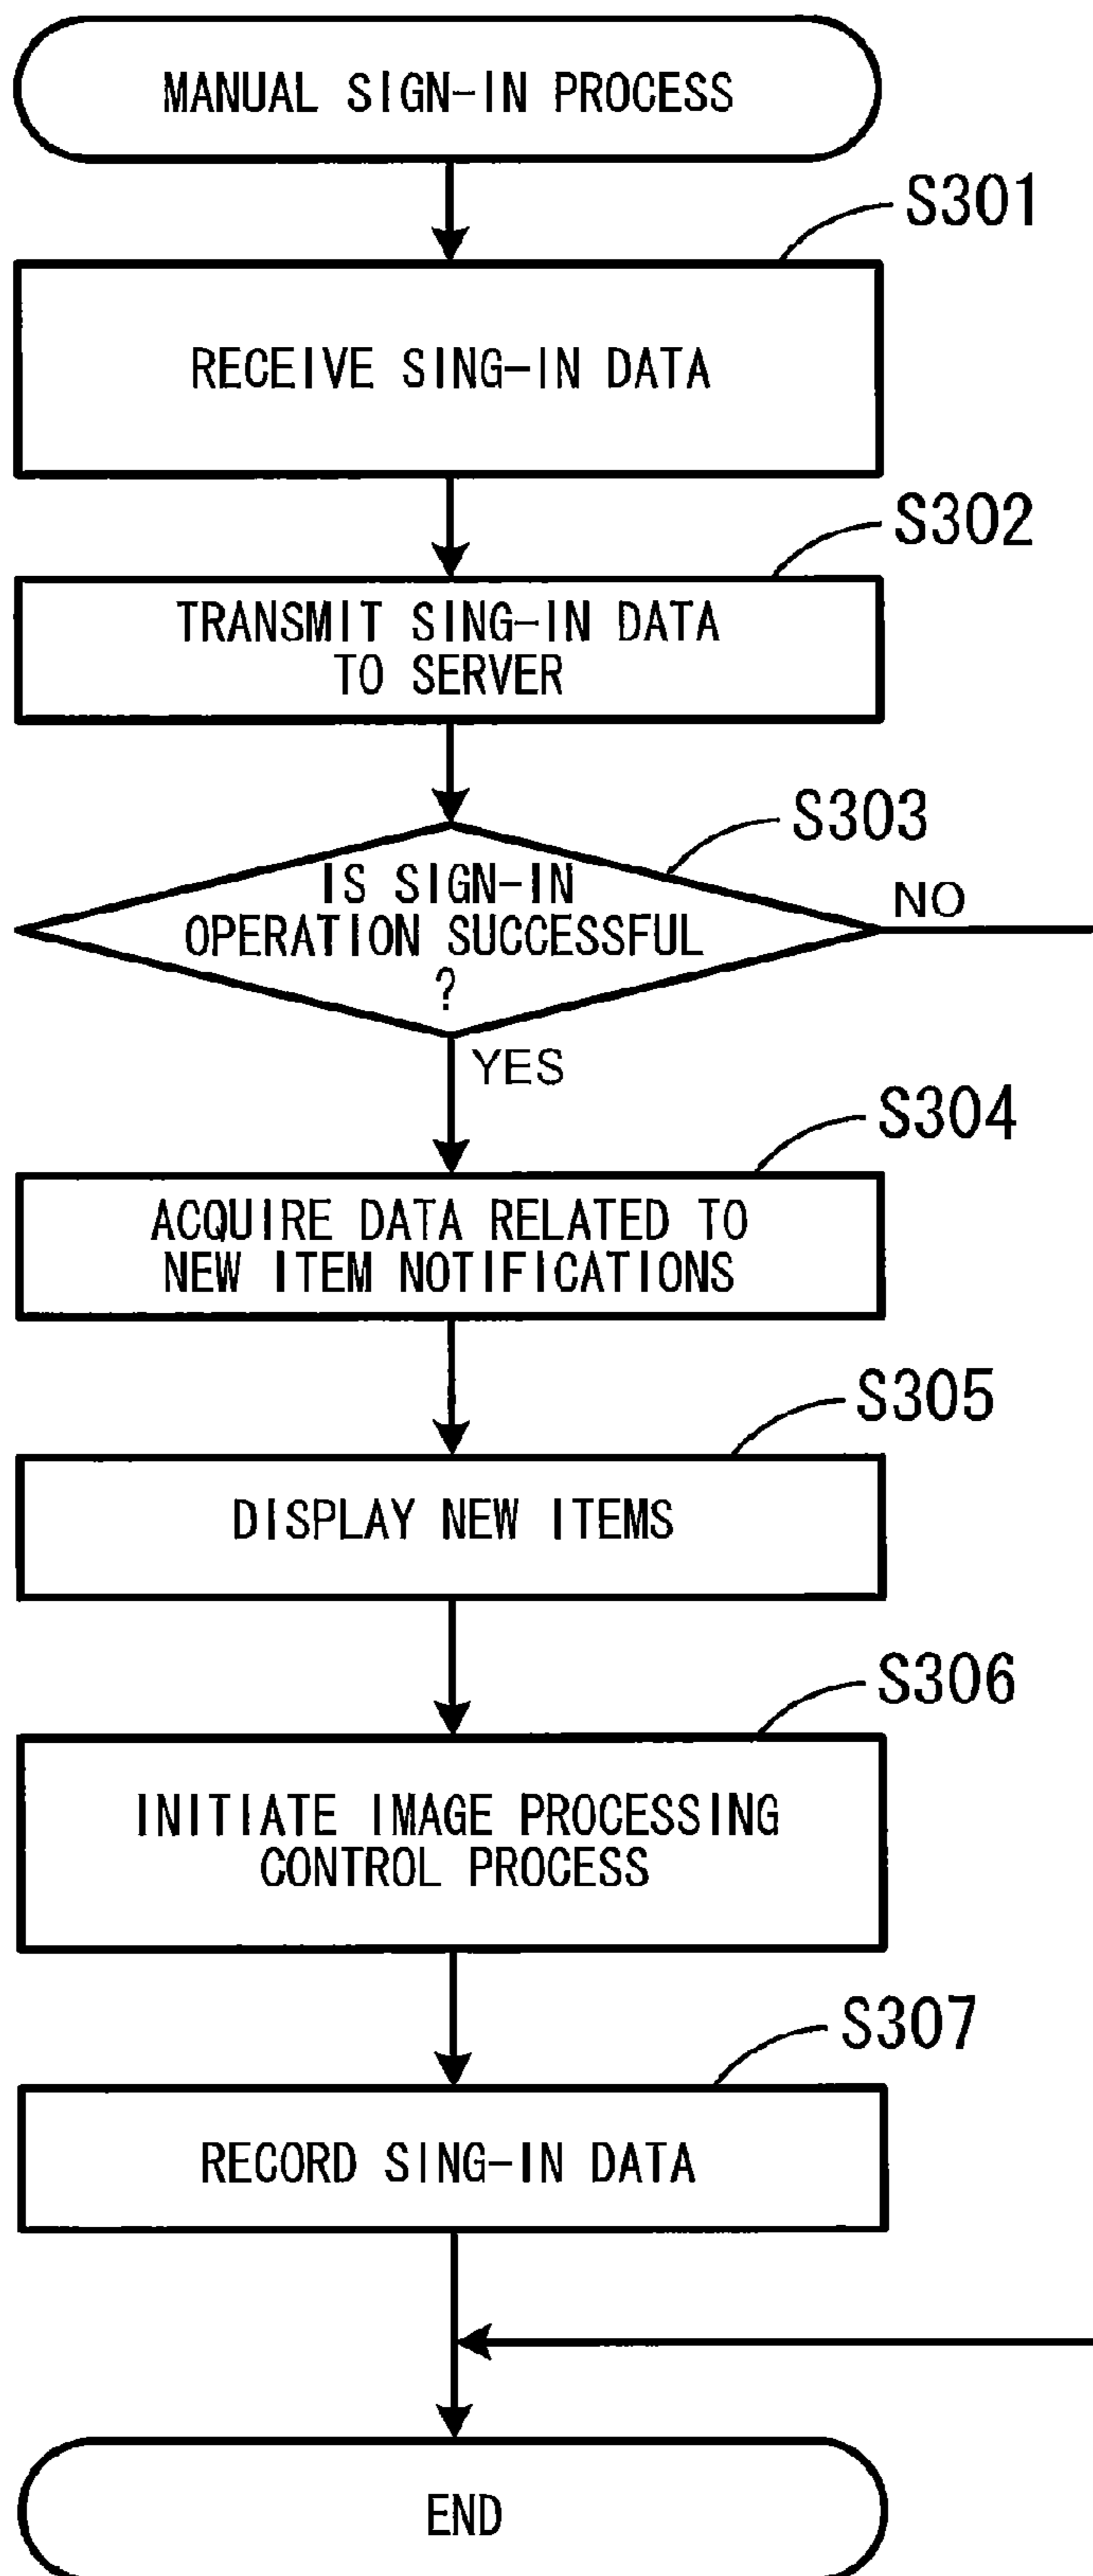 MANUAL SIGN-IN PROCESS
S301
RECEIVE SING-IN DATA
S302
TRANSMIT SING-IN DATA
TO SERVER
S303
IS SIGN-IN
OPERATION SUCCESSFUL
?
NO
YES
S304
ACQUIRE DATA RELATED TO
NEW ITEM NOTIFICATIONS
S305
DISPLAY NEW ITEMS
S306
INITIATE IMAGE PROCESSING
CONTROL PROCESS
S307
RECORD SING-IN DATA
END